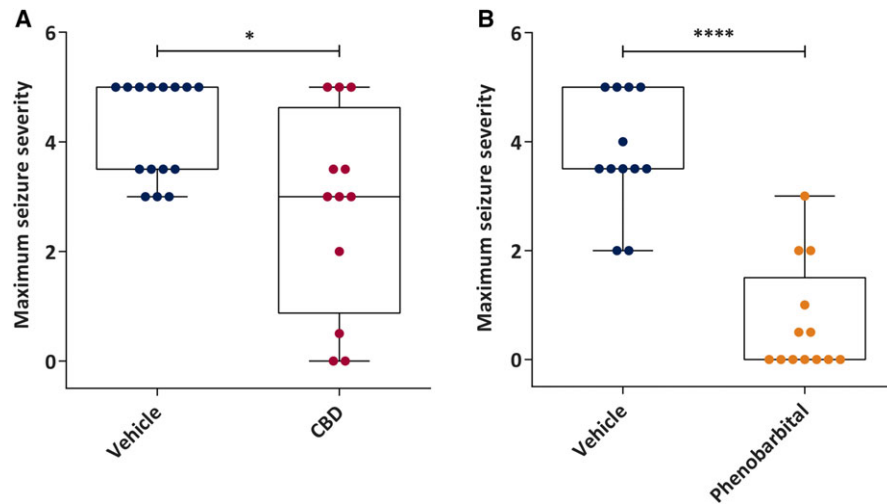 A
*
Maximum seizure severity
6
4
2
0
Vehicle
CBD
B
****
Maximum seizure severity
6
4
2
0
Vehicle
Phenobarbital